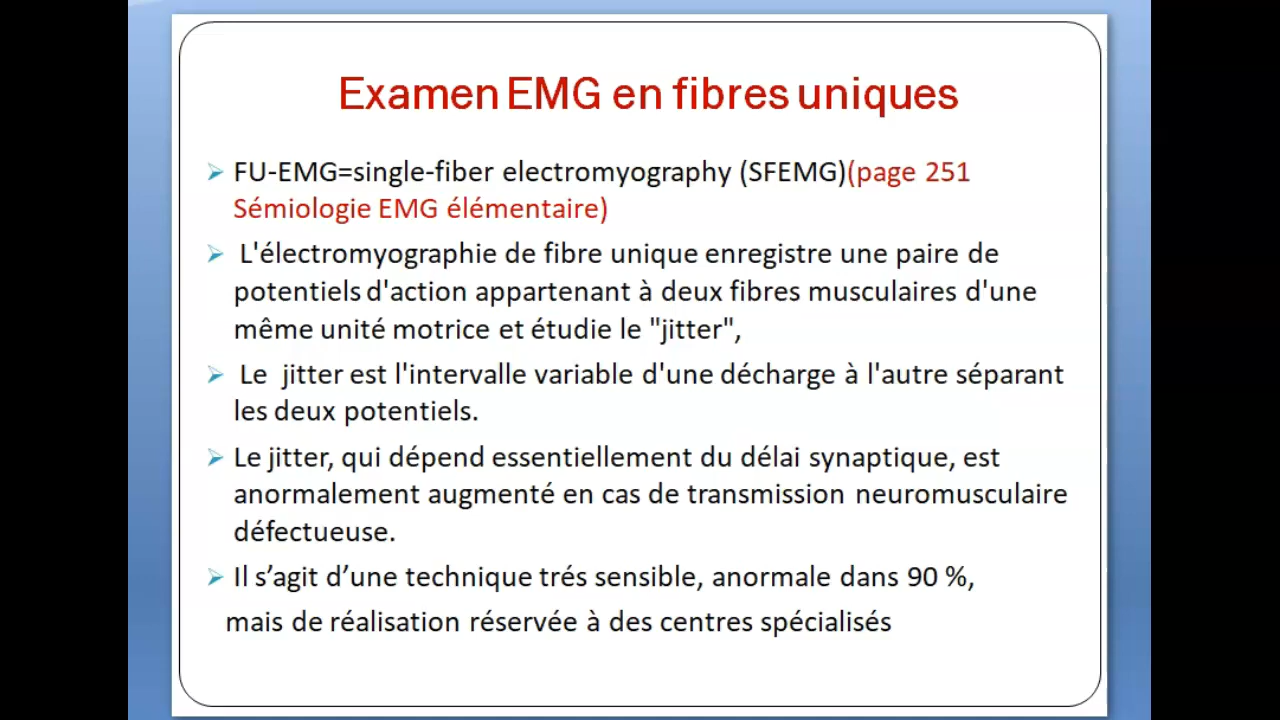 Examen EMG en fibres uniques
FU-EMG=single-fiber electromyography (SFEMG)(page 251
Sémiologie EMG élémentaire)
L'électromyographie de fibre unique enregistre une paire de
potentiels d'action appartenant à deux fibres musculaires d'une
même unité motrice et étudie le "jitter",
Le jitter est l'intervalle variable d'une décharge à l'autre séparant
les deux potentiels.
Le jitter, qui dépend essentiellement du délai synaptique, est
anormalement augmenté en cas de transmission neuromusculaire
défectueuse.
Il s’agit d’une technique trés sensible, anormale dans 90 %,
mais de réalisation réservée à des centres spécialisés